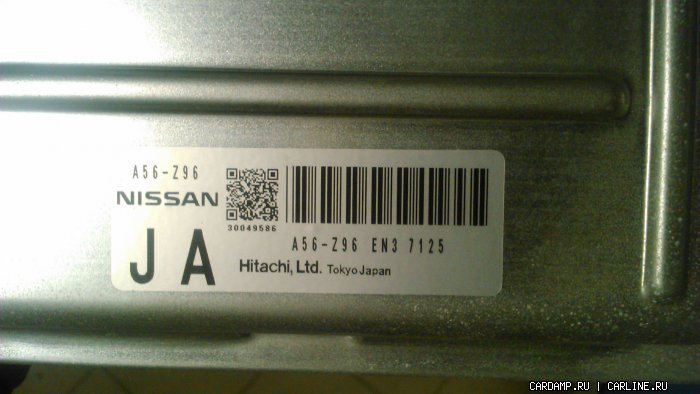 A56-Z96
NISSAN
30049586
A56-Z96 EN3 7125
J A
Hitachi, Ltd. Tokyo Japan
CARDAMP.RU | CARLINE.RU